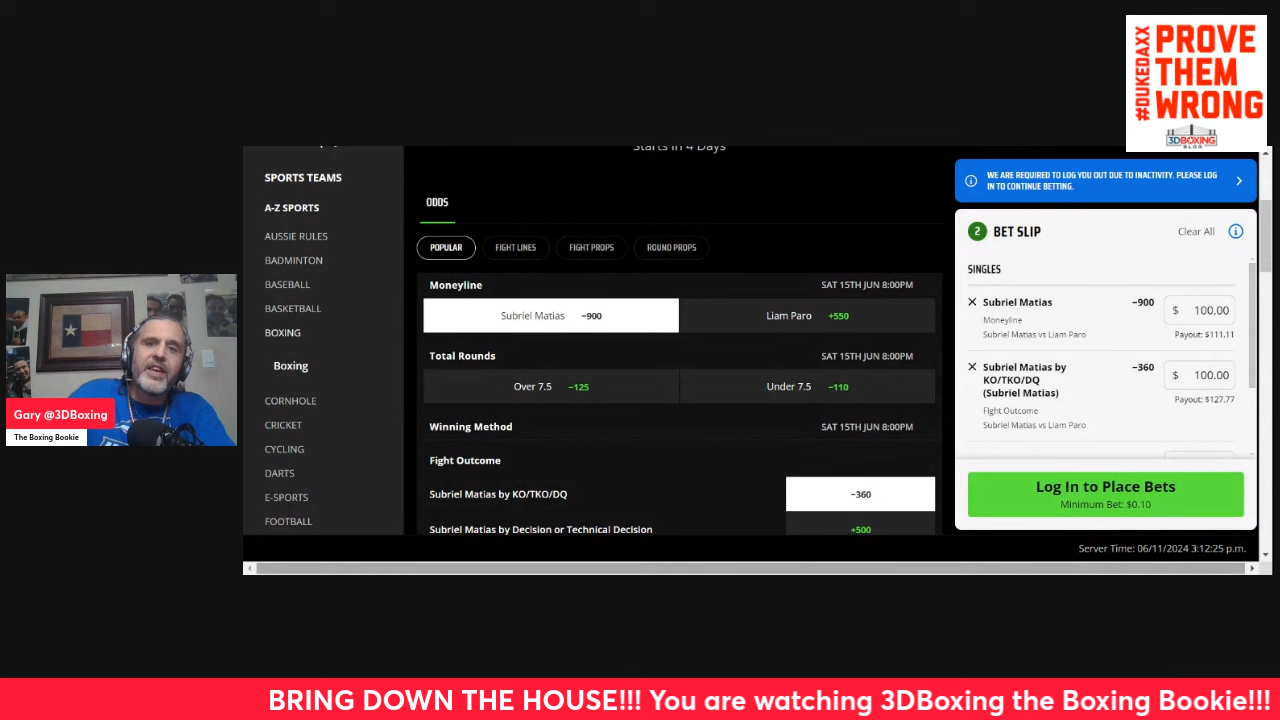 #DUKEDAXX
PROVE
THEM
WRONG
3DBOXING
BLOG
Starts in 4 Days
SPORTS TEAMS
A-Z SPORTS
AUSSIE RULES
BADMINTON
BASEBALL
BASKETBALL
BOXING
Boxing
CORNHOLE
CRICKET
CYCLING
DARTS
E-SPORTS
FOOTBALL
ODDS
POPULAR FIGHT LINES FIGHT PROPS ROUND PROPS
Moneyline SAT 15TH JUN 8:00PM
Subriel Matias −900 Liam Paro +550
Total Rounds SAT 15TH JUN 8:00PM
Over 7.5 −125 Under 7.5 −110
Winning Method SAT 15TH JUN 8:00PM
Fight Outcome
Subriel Matias by KO/TKO/DQ −360
Subriel Matias by Decision or Technical Decision +500
WE ARE REQUIRED TO LOG YOU OUT DUE TO INACTIVITY. PLEASE LOG
IN TO CONTINUE BETTING.
2 BET SLIP Clear All
SINGLES
Subriel Matias −900 $ 100.00
Moneyline
Subriel Matias vs Liam Paro Payout: $111.11
Subriel Matias by −360
KO/TKO/DQ $ 100.00
(Subriel Matias)
Payout: $127.77
Fight Outcome
Subriel Matias vs Liam Paro
Log In to Place Bets
Minimum Bet: $0.10
Server Time: 06/11/2024 3:12:25 p.m.
Gary @3DBoxing
The Boxing Bookie
BRING DOWN THE HOUSE!!! You are watching 3DBoxing the Boxing Bookie!!!